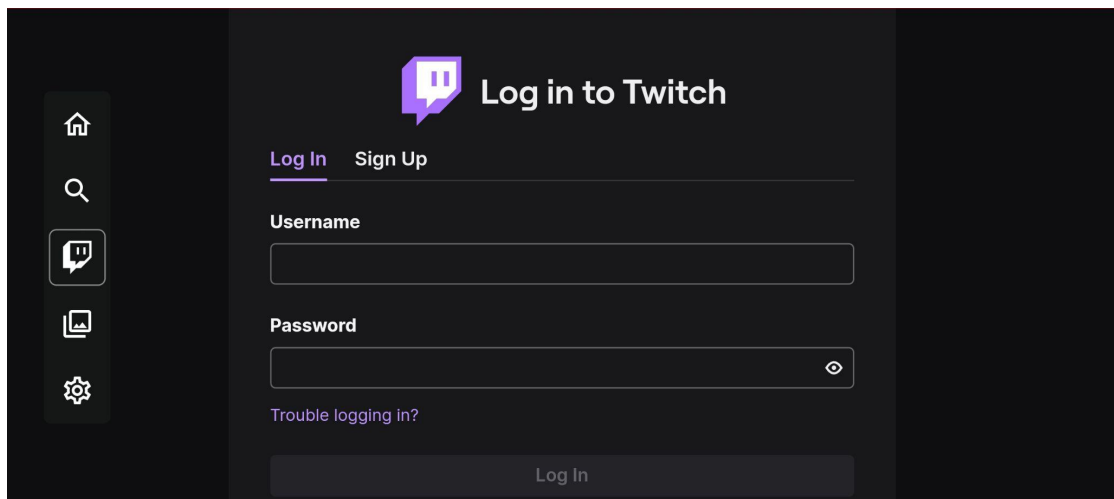 Log in to Twitch
Log In Sign Up
Username
Password
Trouble logging in?
Log In